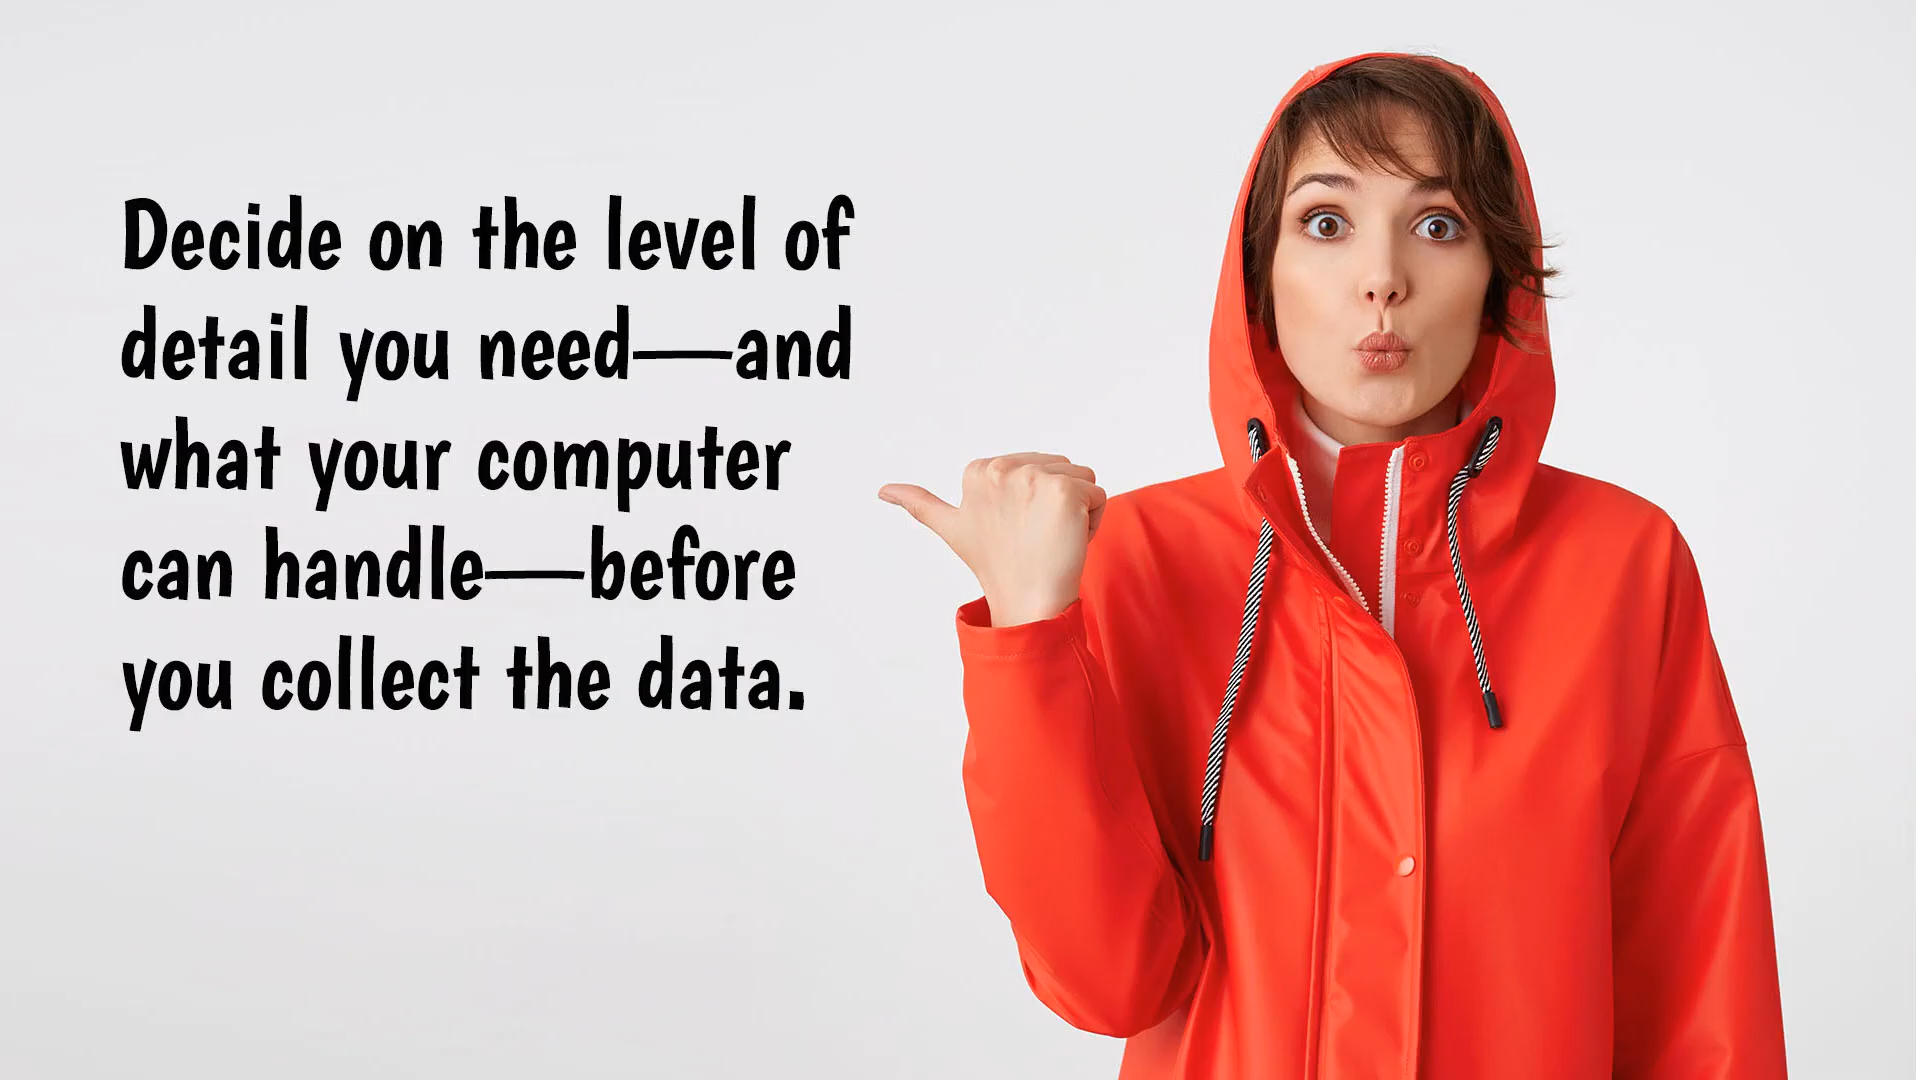 Decide on the level of
detail you need—and
what your computer
can handle—before
you collect the data.